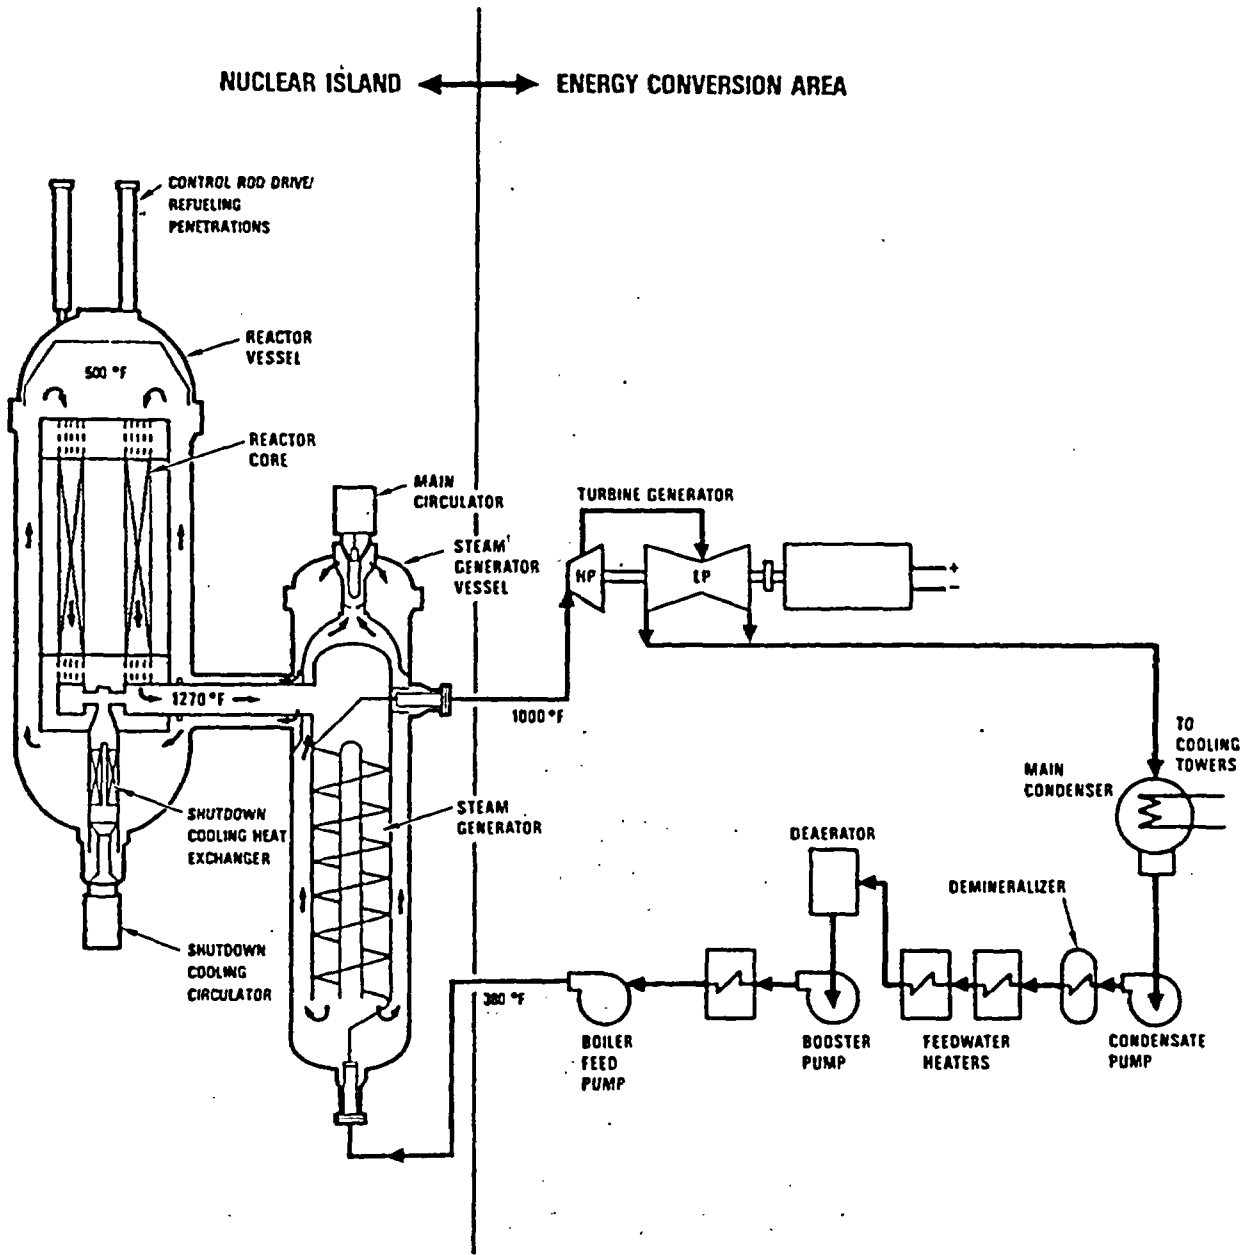 NUCLEAR ISLAND
ENERGY CONVERSION AREA
CONTROL ROD DRIVE/
REFUELING
PENETRATIONS
REACTOR
VESSEL
500 °F
REACTOR
CORE
MAIN
CIRCULATOR
TURBINE GENERATOR
STEAM
GENERATOR
VESSEL
HP
LP
+
−
1270 °F
1000 °F
TO
COOLING
TOWERS
MAIN
CONDENSER
SHUTDOWN
COOLING HEAT
EXCHANGER
STEAM
GENERATOR
DEAERATOR
DEMINERALIZER
SHUTDOWN
COOLING
CIRCULATOR
380 °F
BOILER
FEED
PUMP
BOOSTER
PUMP
FEEDWATER
HEATERS
CONDENSATE
PUMP